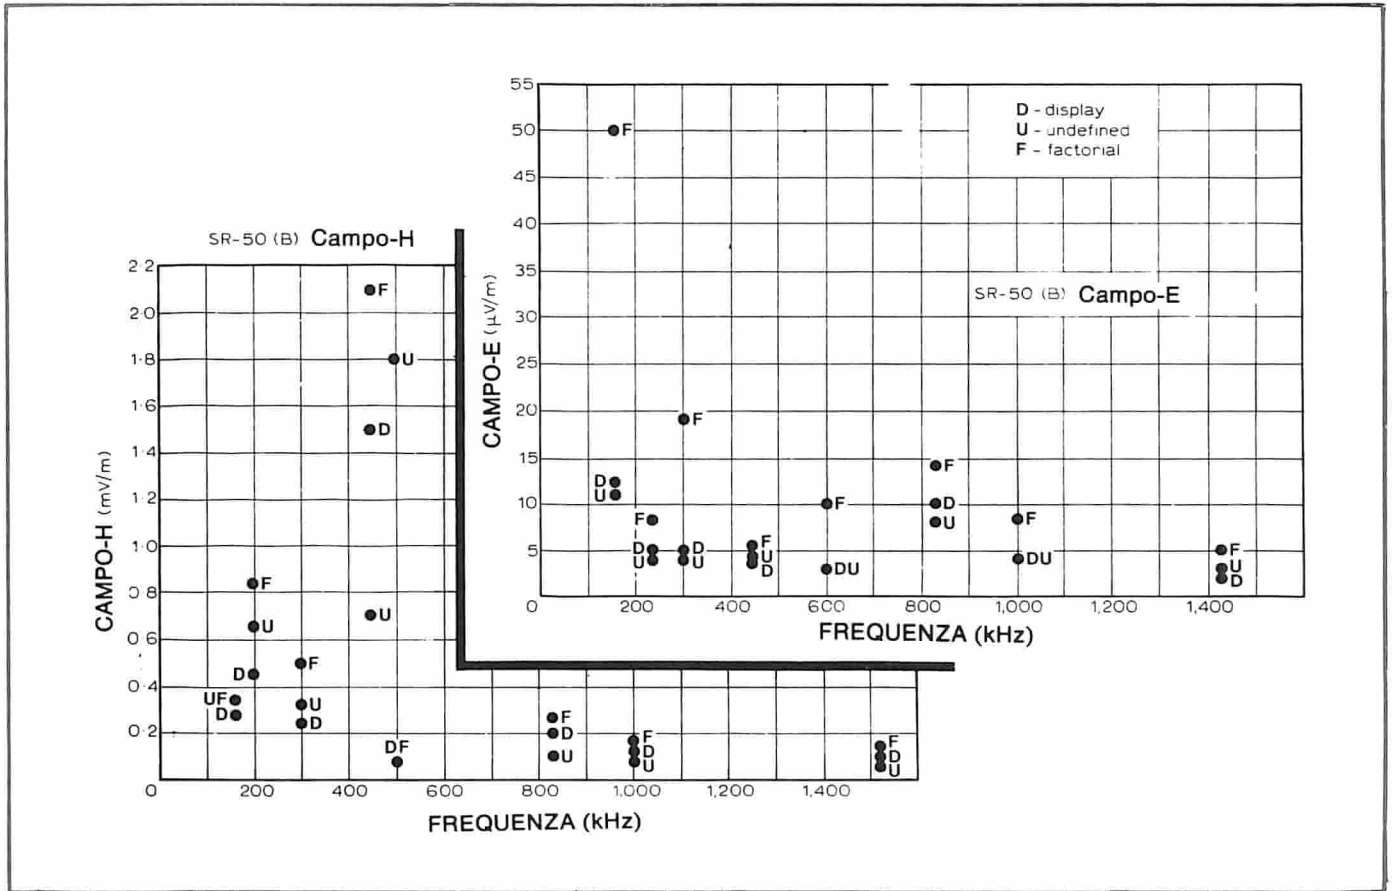 SR-50 (B) Campo-H
CAMPO-H (mV/m)
2·2
2·0
1·8
1·6
1·4
1·2
1·0
0 8
0 6
0·4
0·2
0
200
400
600
800
1.000
1,200
1,400
FREQUENZA (kHz)
F
U
D
U
F
U
D
UF
D
F
U
D
DF
F
D
U
F
D
U
F
D
U
D - display
U - undefined
F - factorial
SR-50 (B) Campo-E
CAMPO-E (μV/m)
55
50
45
40
35
30
25
20
15
10
5
0
200
400
600
800
1,000
1,200
1,400
FREQUENZA (kHz)
F
D
U
F
D
U
F
D
U
F
U
D
F
DU
F
D
U
F
DU
F
U
D